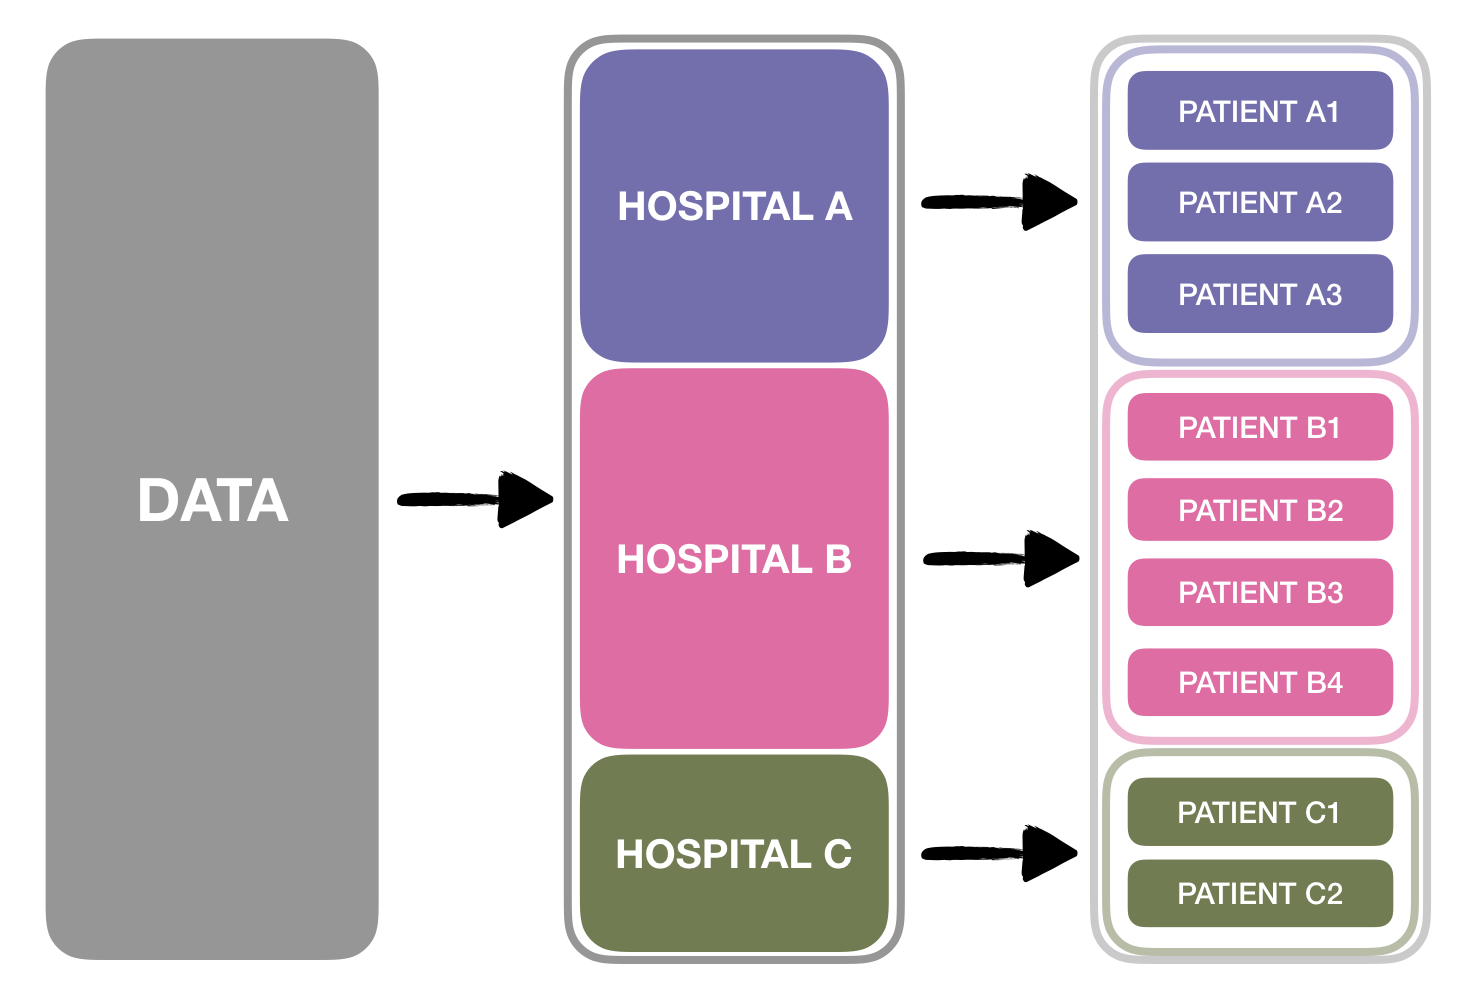 DATA
HOSPITAL A
HOSPITAL B
HOSPITAL C
PATIENT A1
PATIENT A2
PATIENT A3
PATIENT B1
PATIENT B2
PATIENT B3
PATIENT B4
PATIENT C1
PATIENT C2